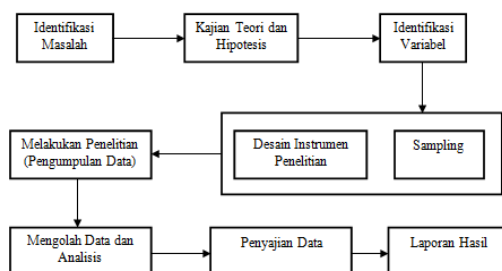 Identifikasi
Masalah
Kajian Teori dan
Hipotesis
Identifikasi
Variabel
Desain Instrumen
Penelitian
Sampling
Melakukan Penelitian
(Pengumpulan Data)
Mengolah Data dan
Analisis
Penyajian Data
Laporan Hasil